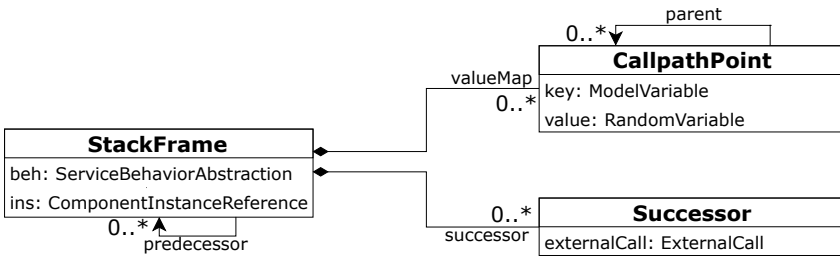 parent
0..*
CallpathPoint
key: ModelVariable
value: RandomVariable
valueMap
0..*
StackFrame
beh: ServiceBehaviorAbstraction
ins: ComponentInstanceReference
0..*
predecessor
0..*
successor
Successor
externalCall: ExternalCall